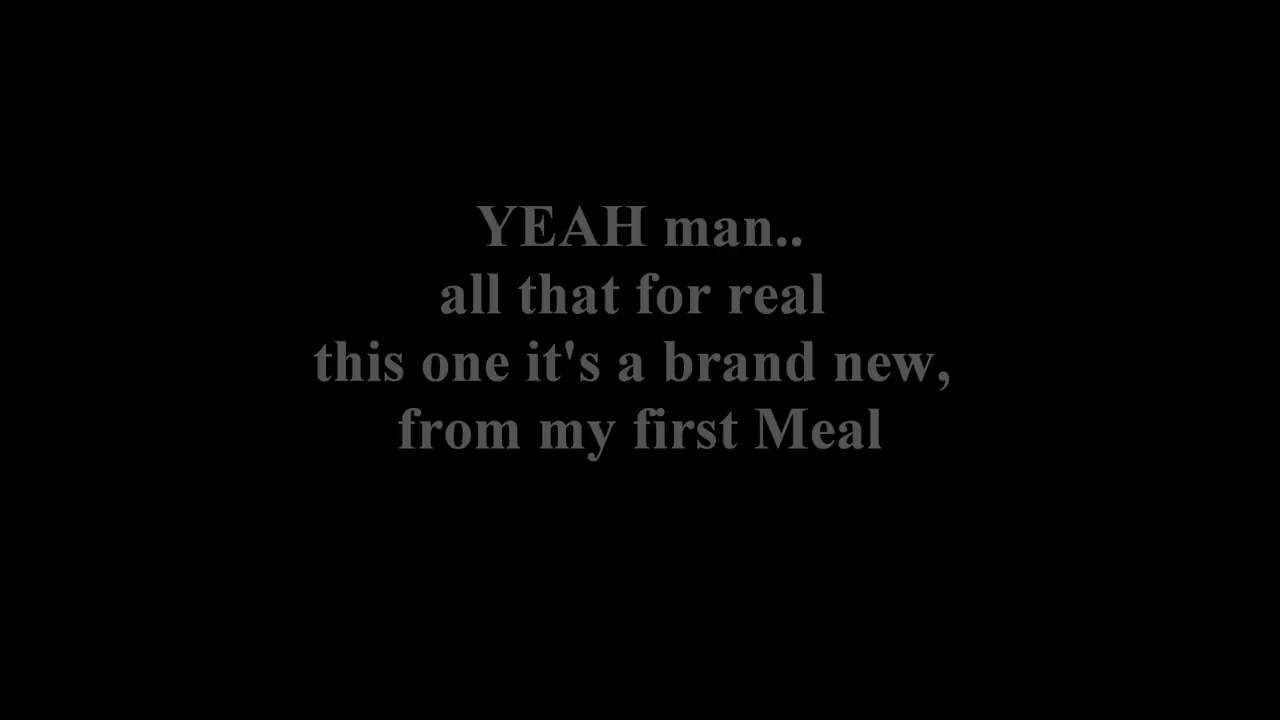 YEAH man..
all that for real
this one it's a brand new,
from my first Meal